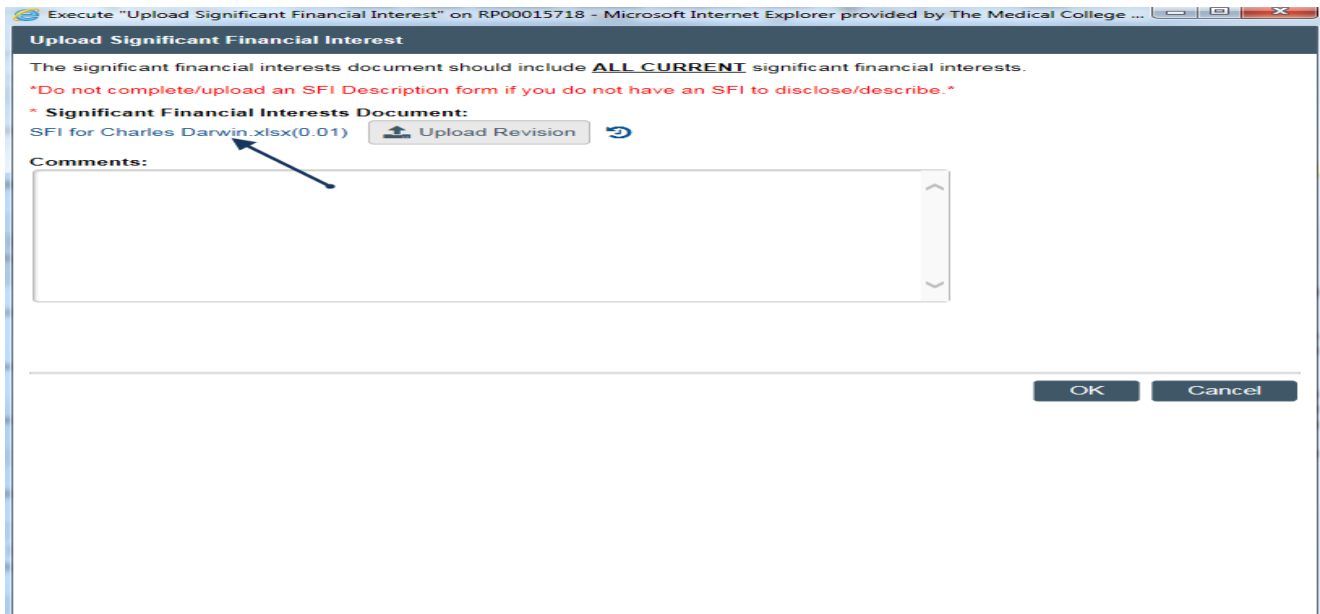 Execute "Upload Significant Financial Interest" on RP00015718 - Microsoft Internet Explorer provided by The Medical College ...
Upload Significant Financial Interest
The significant financial interests document should include ALL CURRENT significant financial interests.
*Do not complete/upload an SFI Description form if you do not have an SFI to disclose/describe.*
* Significant Financial Interests Document:
SFI for Charles Darwin.xlsx(0.01) Upload Revision
Comments:
OK Cancel